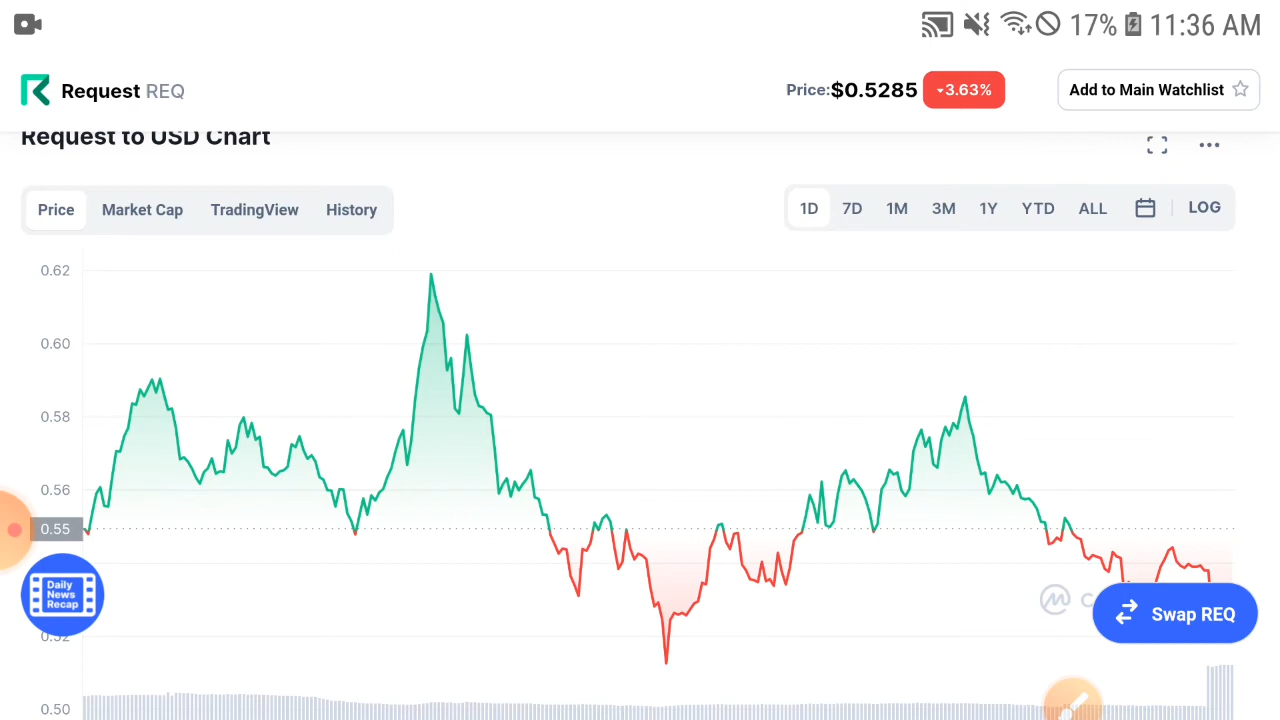 17% 11:36 AM
Request REQ
Price:$0.5285 3.63%
Add to Main Watchlist
Request to USD Chart
Price Market Cap TradingView History
1D 7D 1M 3M 1Y YTD ALL LOG
0.62
0.60
0.58
0.56
0.55
Daily
News
Recap
0.50
C
Swap REQ